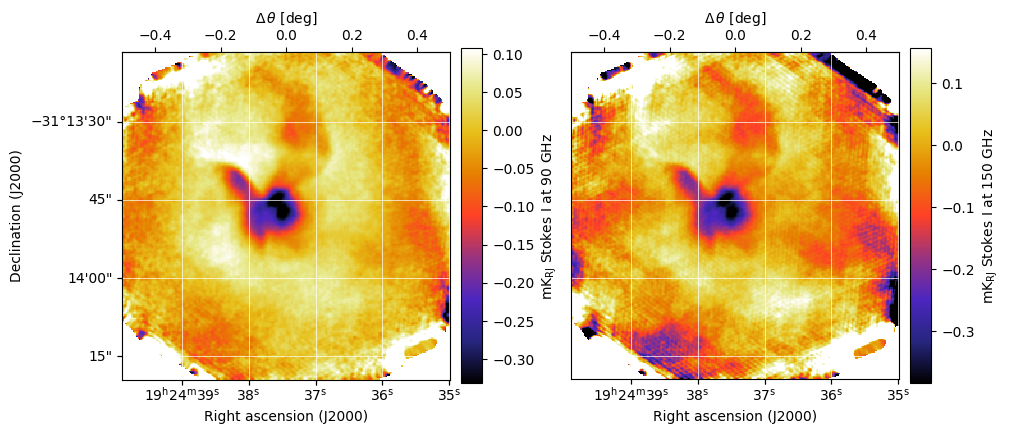 Δ θ [deg]
−0.4 −0.2 0.0 0.2 0.4
Declination (J2000)
−31°13'30"
45"
14'00"
15"
19ʰ24ᵐ39ˢ 38ˢ 37ˢ 36ˢ 35ˢ
Right ascension (J2000)
0.10
0.05
0.00
−0.05
−0.10
−0.15
−0.20
−0.25
−0.30
mK_RJ Stokes I at 90 GHz
Δ θ [deg]
−0.4 −0.2 0.0 0.2 0.4
19ʰ24ᵐ39ˢ 38ˢ 37ˢ 36ˢ 35ˢ
Right ascension (J2000)
0.1
0.0
−0.1
−0.2
−0.3
mK_RJ Stokes I at 150 GHz